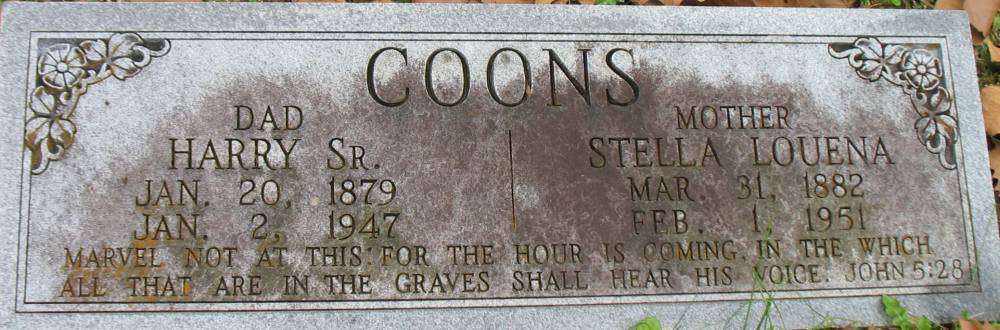 COONS
DAD
HARRY SR.
JAN. 20, 1879
JAN. 2, 1947
MOTHER
STELLA LOUENA
MAR. 31, 1882
FEB. 1, 1951
MARVEL NOT AT THIS: FOR THE HOUR IS COMING, IN THE WHICH
ALL THAT ARE IN THE GRAVES SHALL HEAR HIS VOICE. JOHN 5:28